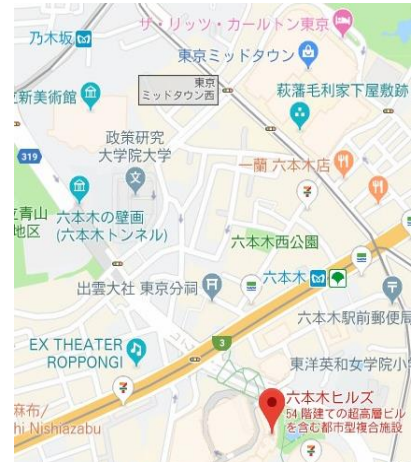 ザ・リッツ・カールトン東京
乃木坂
東京ミッドタウン
東京
ミッドタウン西
新美術館
萩藩毛利家下屋敷跡
政策研究
大学院大学
319
一蘭 六本木店
立青山
地区
六本木の壁画
(六本木トンネル)
六本木西公園
六本木
出雲大社 東京分祠
六本木駅前郵便局
3
EX THEATER
ROPPONGI
東洋英和女学院小
六本木ヒルズ
54 階建ての超高層ビル
を含む都市型複合施設
麻布/
hi Nishiazabu